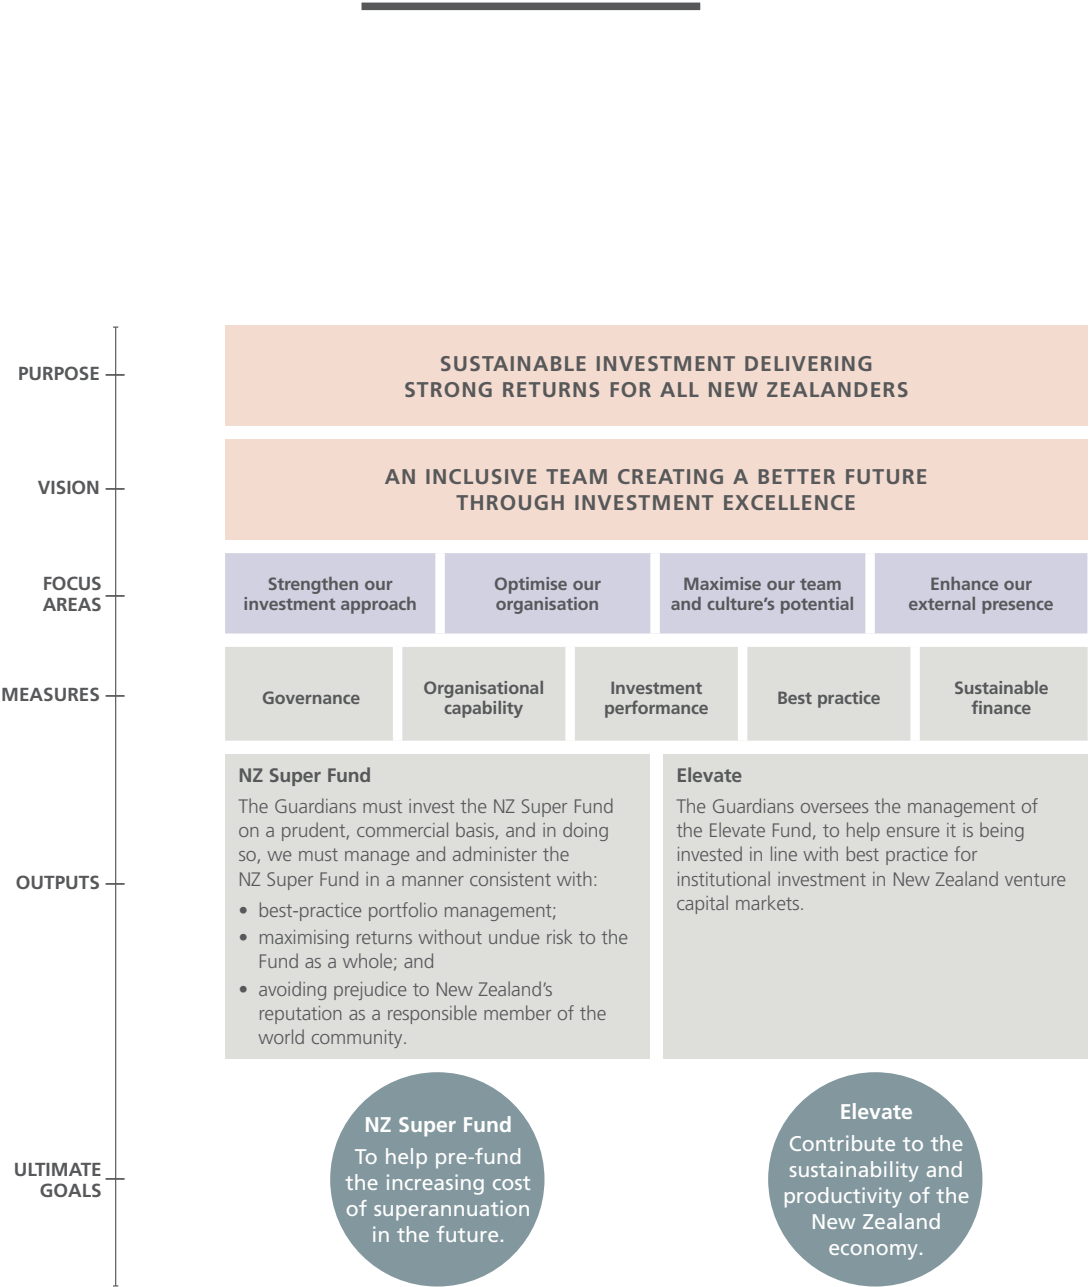 PURPOSE
SUSTAINABLE INVESTMENT DELIVERING
STRONG RETURNS FOR ALL NEW ZEALANDERS
VISION
AN INCLUSIVE TEAM CREATING A BETTER FUTURE
THROUGH INVESTMENT EXCELLENCE
FOCUS
AREAS
Strengthen our
investment approach
Optimise our
organisation
Maximise our team
and culture’s potential
Enhance our
external presence
MEASURES
Governance
Organisational
capability
Investment
performance
Best practice
Sustainable
finance
OUTPUTS
NZ Super Fund
The Guardians must invest the NZ Super Fund
on a prudent, commercial basis, and in doing
so, we must manage and administer the
NZ Super Fund in a manner consistent with:
• best-practice portfolio management;
• maximising returns without undue risk to the
Fund as a whole; and
• avoiding prejudice to New Zealand’s
reputation as a responsible member of the
world community.
Elevate
The Guardians oversees the management of
the Elevate Fund, to help ensure it is being
invested in line with best practice for
institutional investment in New Zealand venture
capital markets.
ULTIMATE
GOALS
NZ Super Fund
To help pre-fund
the increasing cost
of superannuation
in the future.
Elevate
Contribute to the
sustainability and
productivity of the
New Zealand
economy.